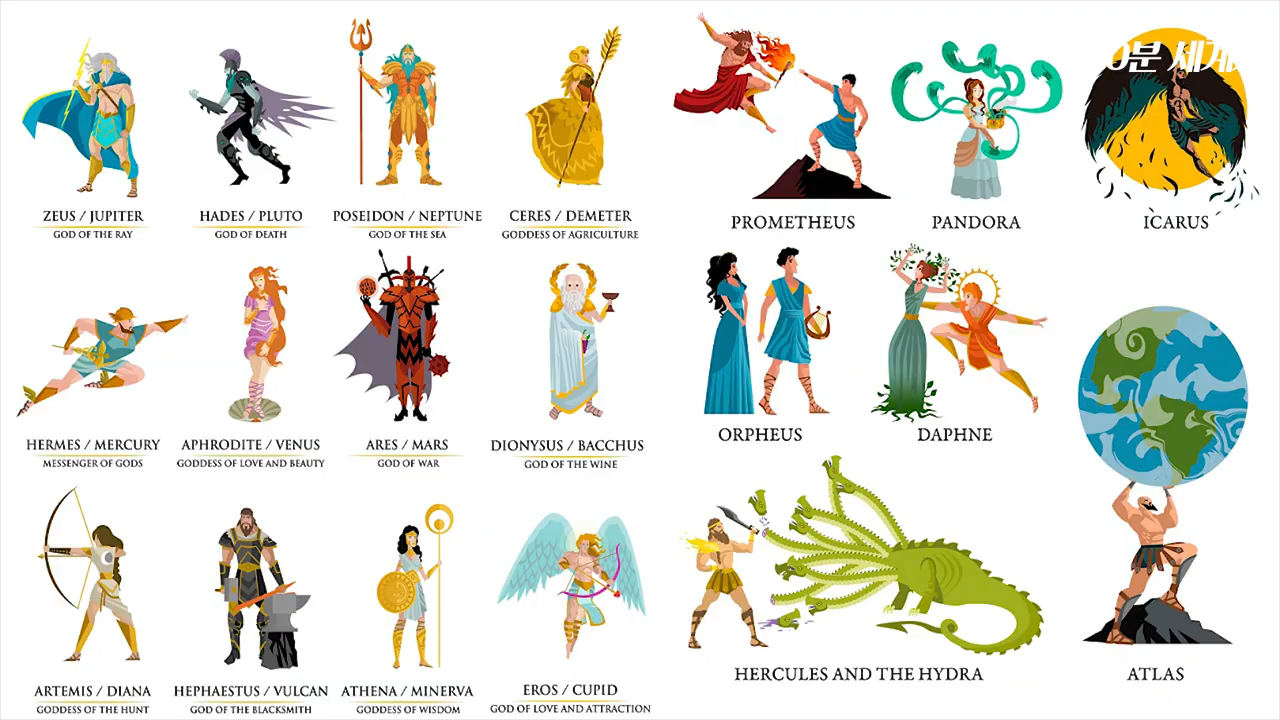 0분 세계
ZEUS / JUPITER
GOD OF THE RAY
HADES / PLUTO
GOD OF DEATH
POSEIDON / NEPTUNE
GOD OF THE SEA
CERES / DEMETER
GODDESS OF AGRICULTURE
PROMETHEUS
PANDORA
ICARUS
HERMES / MERCURY
MESSENGER OF GODS
APHRODITE / VENUS
GODDESS OF LOVE AND BEAUTY
ARES / MARS
GOD OF WAR
DIONYSUS / BACCHUS
GOD OF THE WINE
ORPHEUS
DAPHNE
ARTEMIS / DIANA
GODDESS OF THE HUNT
HEPHAESTUS / VULCAN
GOD OF THE BLACKSMITH
ATHENA / MINERVA
GODDESS OF WISDOM
EROS / CUPID
GOD OF LOVE AND ATTRACTION
HERCULES AND THE HYDRA
ATLAS